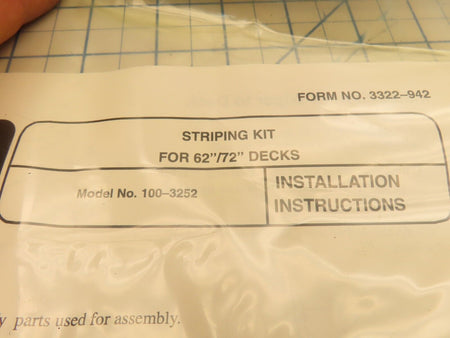 FORM NO. 3322–942
STRIPING KIT
FOR 62"/72" DECKS
Model No. 100–3252
INSTALLATION
INSTRUCTIONS
parts used for assembly.